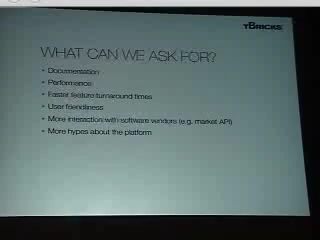 TBRICKS
WHAT CAN WE ASK FOR?
Documentation
Performance
Faster feature turnaround times
User friendliness
More interaction with software vendors (e.g. market API)
More hypes about the platform